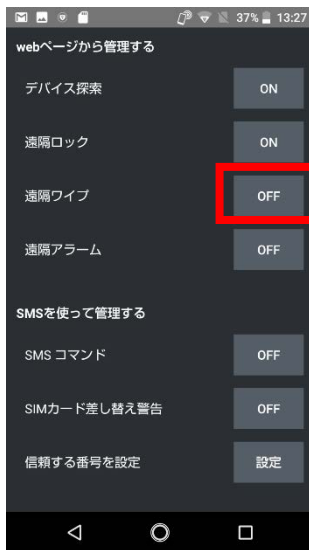 37% 13:27
webページから管理する
デバイス探索 ON
遠隔ロック ON
遠隔ワイプ OFF
遠隔アラーム OFF
SMSを使って管理する
SMS コマンド OFF
SIMカード差し替え警告 OFF
信頼する番号を設定 設定